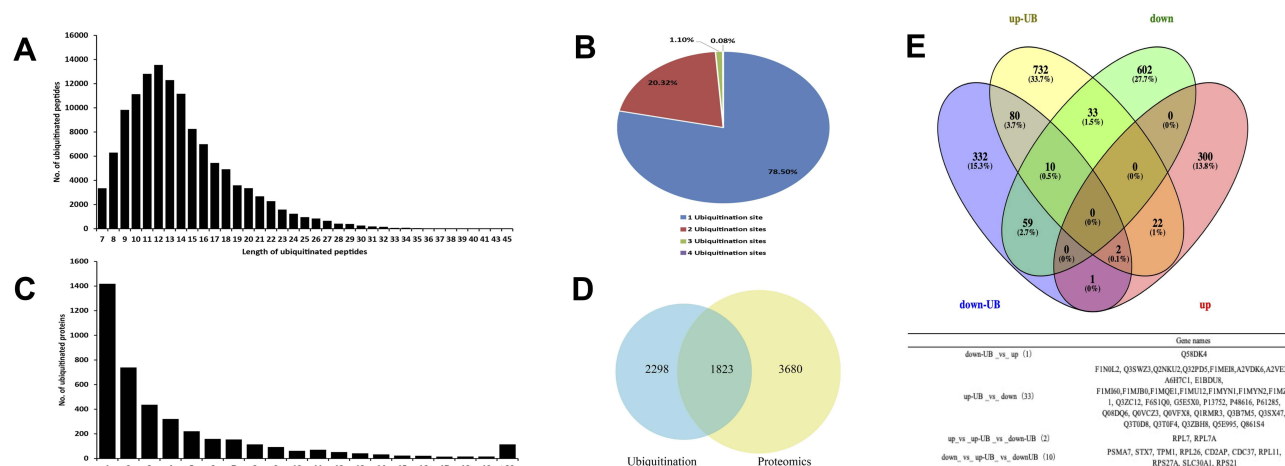 A
No. of ubiquitinated peptides
16000
14000
12000
10000
8000
6000
4000
2000
0
7 8 9 10 11 12 13 14 15 16 17 18 19 20 21 22 23 24 25 26 27 28 29 30 31 32 33 34 35 36 37 38 39 40 41 43 45
Length of ubiquitinated peptides
B
1.10%
0.08%
20.32%
78.50%
1 Ubiquitination site
2 Ubiquitination sites
3 Ubiquitination sites
4 Ubiquitination sites
C
No. of ubiquitinated proteins
1600
1400
1200
1000
800
600
400
200
0
D
2298
1823
3680
Ubiquitination
Proteomics
E
up-UB
down
732
(33.7%)
602
(27.7%)
80
(3.7%)
33
(1.5%)
0
(0%)
332
(15.3%)
10
(0.5%)
0
(0%)
300
(13.8%)
59
(2.7%)
0
(0%)
22
(1%)
0
(0%)
2
(0.1%)
1
(0%)
down-UB
up
Gene names
down-UB _vs_ up (1)
Q58DK4
up-UB _vs_ down (33)
F1N0L2, Q3SWZ3,Q2NKU2,Q32PD5,F1MEI8,A2VDK6,
A6H7C1, E1BDU8,
F1MI60,F1MJB0,F1MQE1,F1MU12,F1MYN1,F1MYN2,
1, Q3ZC12, F6S1Q0, G5E5X0, P13752, P48616, P61285,
Q08DQ6, Q0VCZ3, Q0VFX8, Q1RMR3, Q3B7M5, Q3SX47,
Q3T0D8, Q3T0F4, Q3ZBH8, Q5E995, Q861S4
up_vs_up-UB_vs_down-UB (2)
RPL7, RPL7A
down_vs_up-UB_vs_downUB (10)
PSMA7, STX7, TPM1, RPL26, CD2AP, CDC37, RPL11,
RPS27A, SLC30A1, RPS21